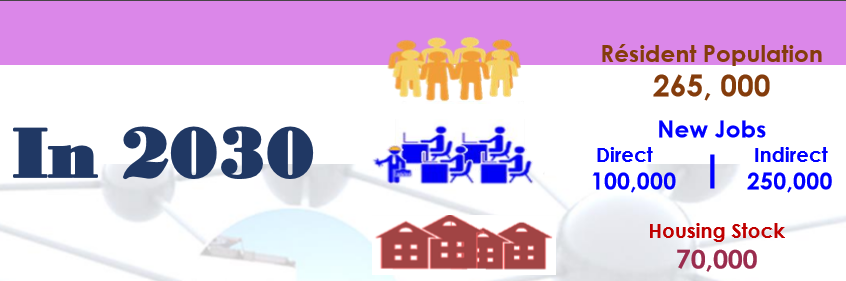 In 2030
Résident Population
265, 000
New Jobs
Direct | Indirect
100,000 250,000
Housing Stock
70,000